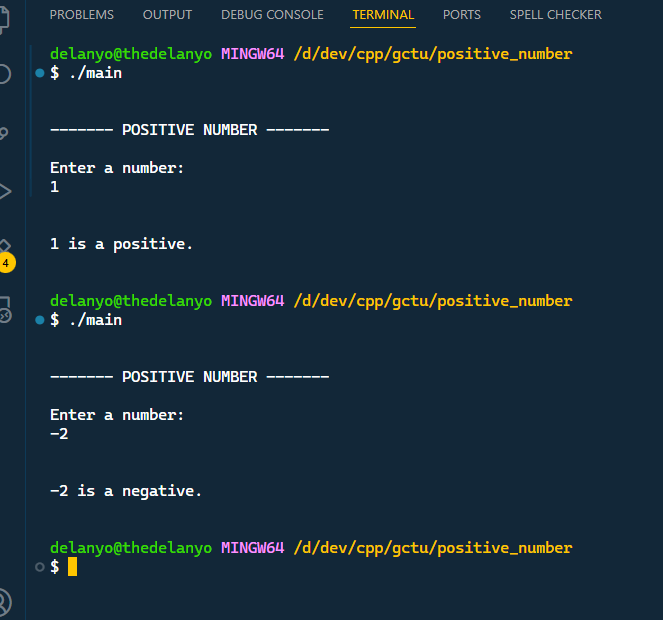 PROBLEMS OUTPUT DEBUG CONSOLE TERMINAL PORTS SPELL CHECKER
delanyo@thedelanyo MINGW64 /d/dev/cpp/gctu/positive_number
$ ./main
------- POSITIVE NUMBER -------
Enter a number:
1
1 is a positive.
4
delanyo@thedelanyo MINGW64 /d/dev/cpp/gctu/positive_number
$ ./main
------- POSITIVE NUMBER -------
Enter a number:
-2
-2 is a negative.
delanyo@thedelanyo MINGW64 /d/dev/cpp/gctu/positive_number
$